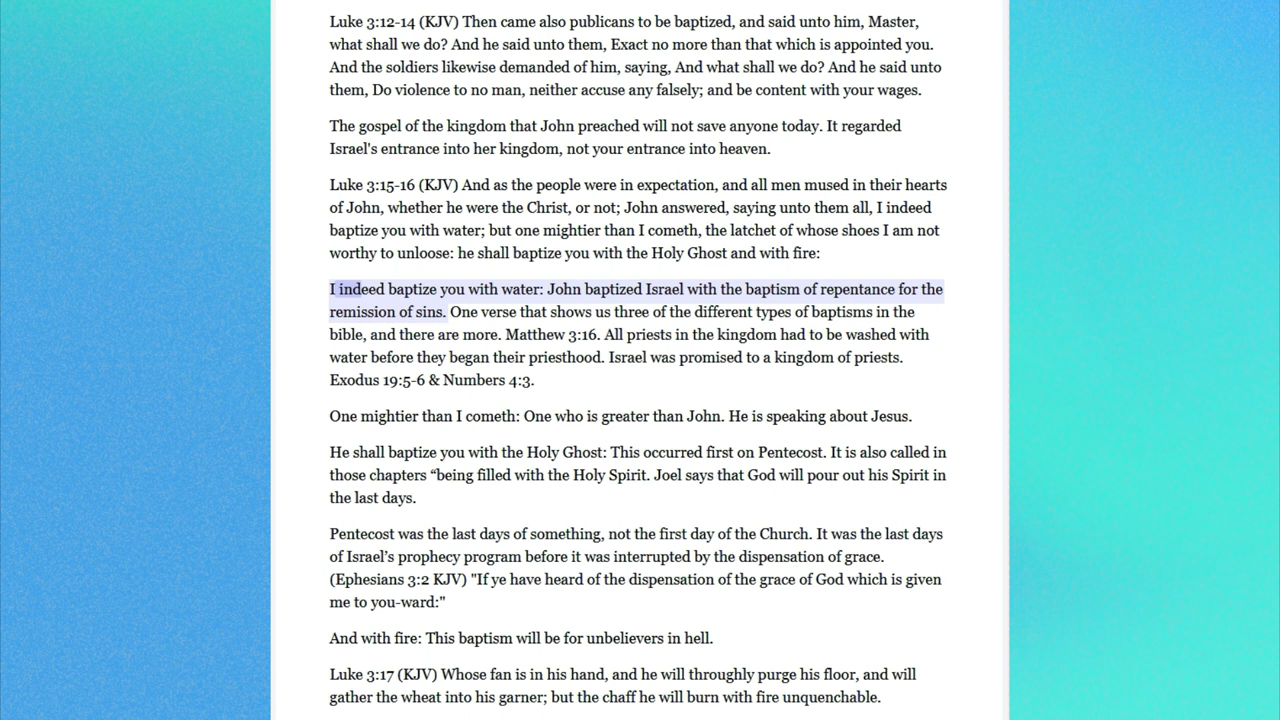 Luke 3:12-14 (KJV) Then came also publicans to be baptized, and said unto him, Master,
what shall we do? And he said unto them, Exact no more than that which is appointed you.
And the soldiers likewise demanded of him, saying, And what shall we do? And he said unto
them, Do violence to no man, neither accuse any falsely; and be content with your wages.
The gospel of the kingdom that John preached will not save anyone today. It regarded
Israel's entrance into her kingdom, not your entrance into heaven.
Luke 3:15-16 (KJV) And as the people were in expectation, and all men mused in their hearts
of John, whether he were the Christ, or not; John answered, saying unto them all, I indeed
baptize you with water; but one mightier than I cometh, the latchet of whose shoes I am not
worthy to unloose: he shall baptize you with the Holy Ghost and with fire:
I indeed baptize you with water: John baptized Israel with the baptism of repentance for the
remission of sins. One verse that shows us three of the different types of baptisms in the
bible, and there are more. Matthew 3:16. All priests in the kingdom had to be washed with
water before they began their priesthood. Israel was promised to a kingdom of priests.
Exodus 19:5-6 & Numbers 4:3.
One mightier than I cometh: One who is greater than John. He is speaking about Jesus.
He shall baptize you with the Holy Ghost: This occurred first on Pentecost. It is also called in
those chapters “being filled with the Holy Spirit. Joel says that God will pour out his Spirit in
the last days.
Pentecost was the last days of something, not the first day of the Church. It was the last days
of Israel’s prophecy program before it was interrupted by the dispensation of grace.
(Ephesians 3:2 KJV) "If ye have heard of the dispensation of the grace of God which is given
me to you-ward:"
And with fire: This baptism will be for unbelievers in hell.
Luke 3:17 (KJV) Whose fan is in his hand, and he will throughly purge his floor, and will
gather the wheat into his garner; but the chaff he will burn with fire unquenchable.